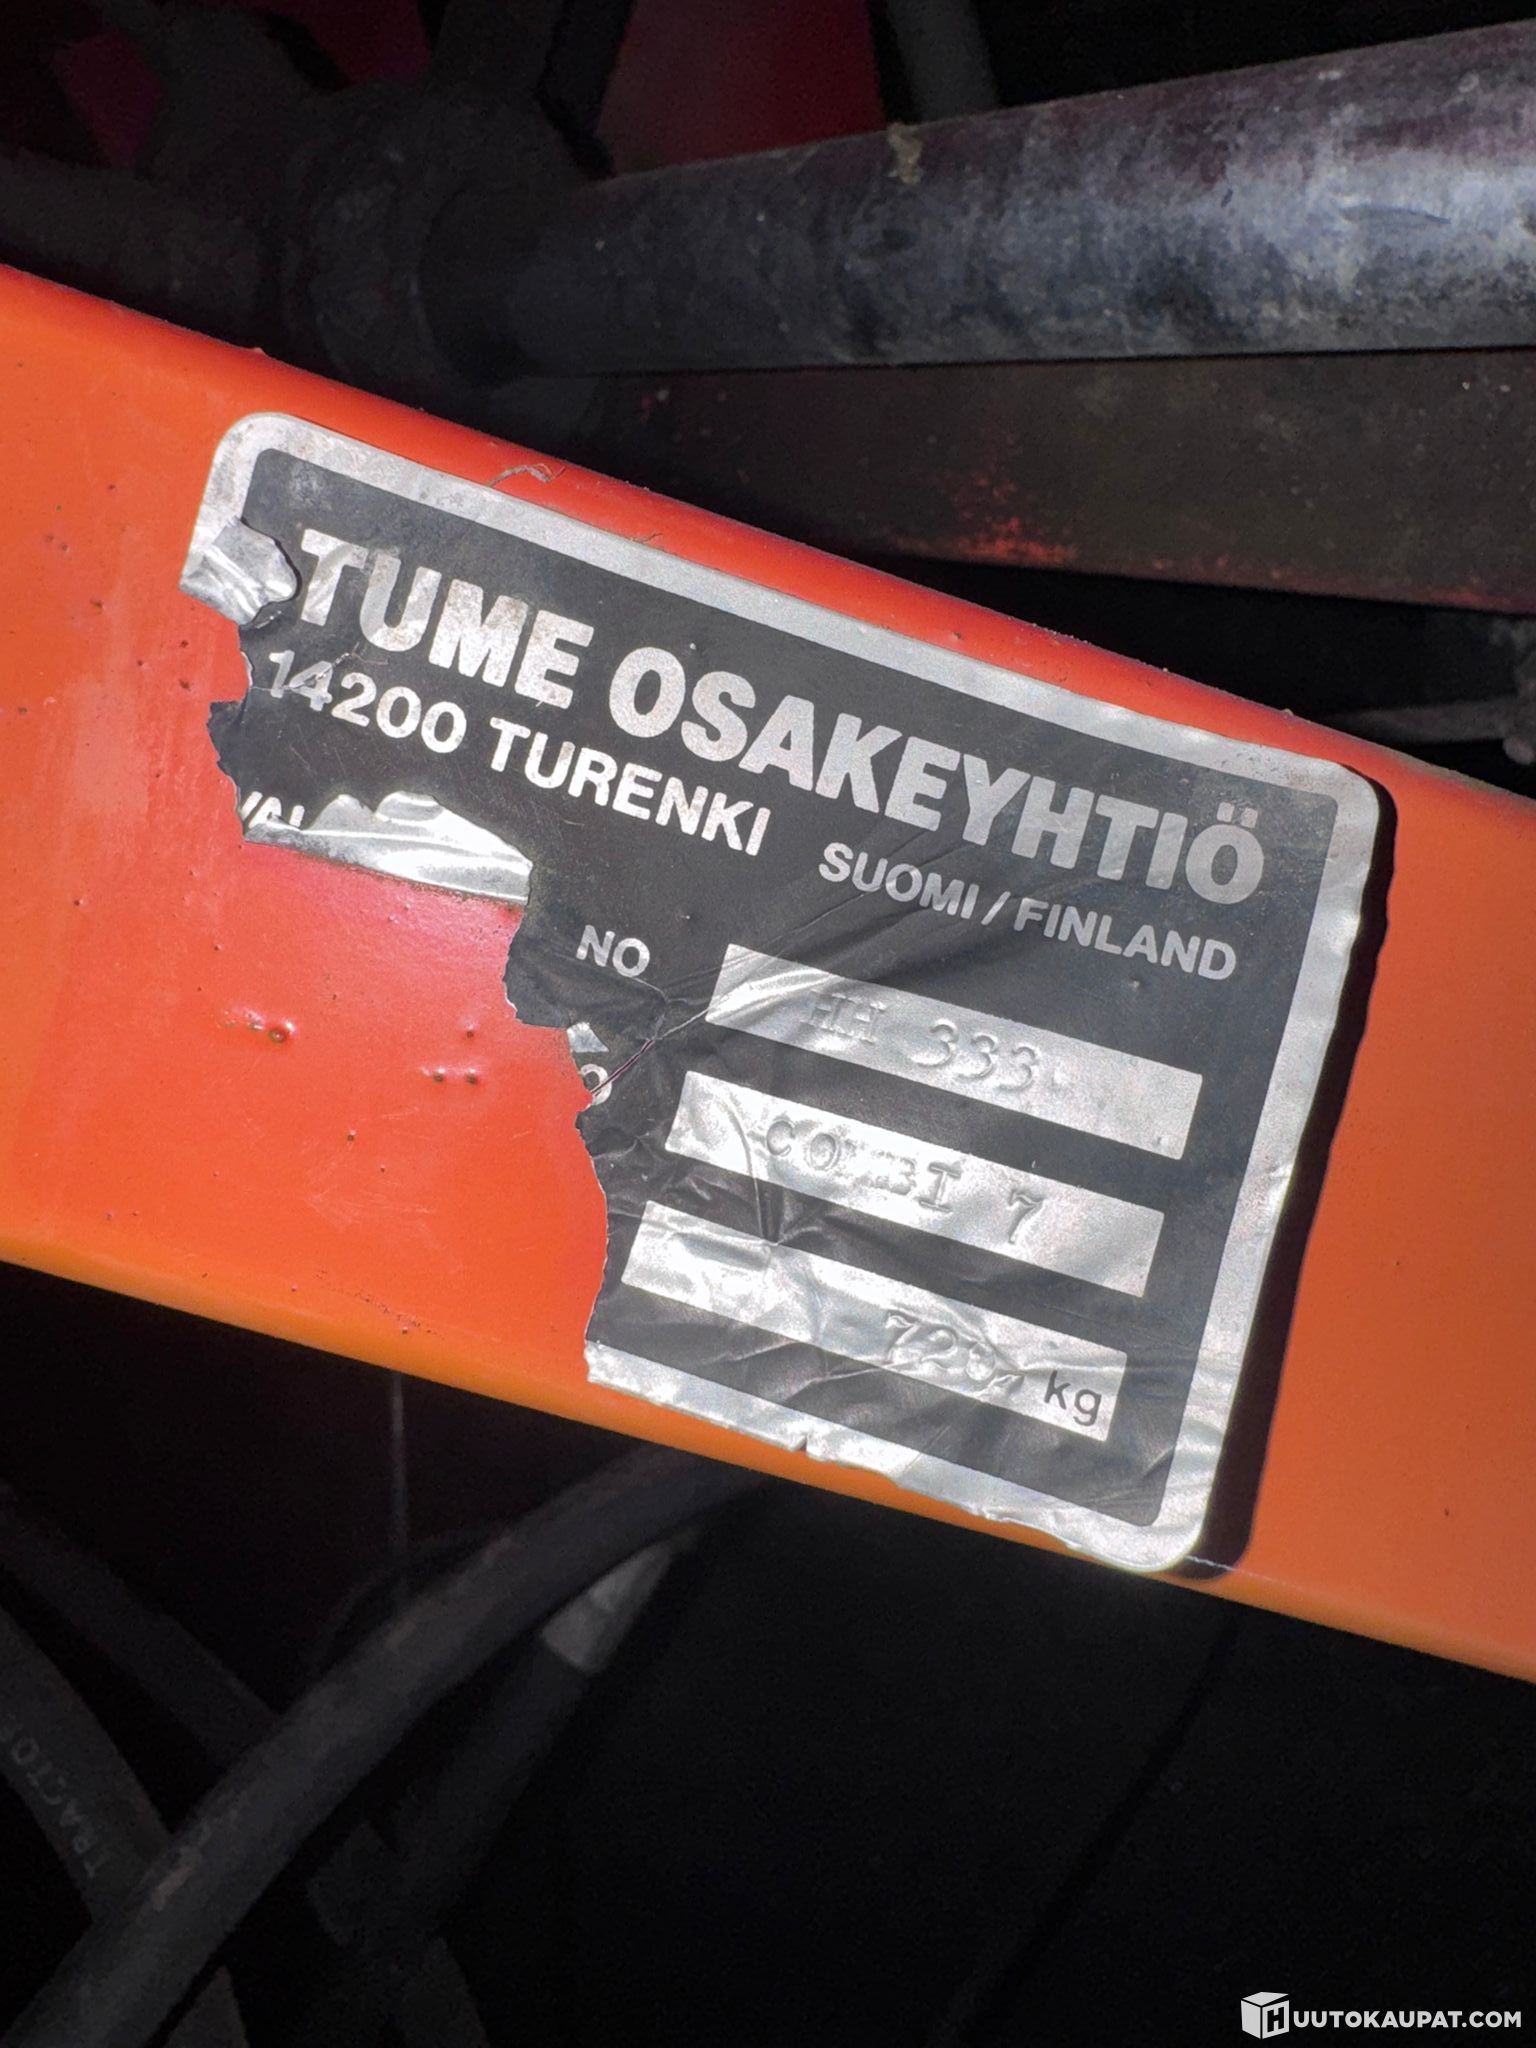 TUME OSAKEYHTIÖ
14200 TURENKI SUOMI / FINLAND
NO HH 333
COMBI 7
kg
HUUTOKAUPAT.COM